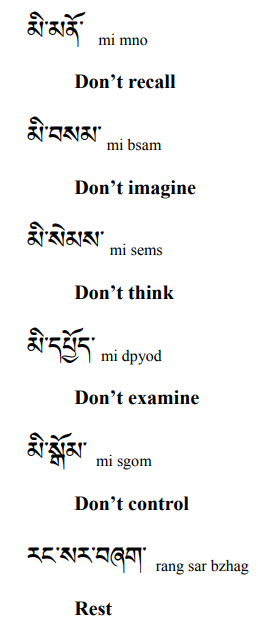 མི་མནོ་ mi mno
Don’t recall
མི་བསམ་ mi bsam
Don’t imagine
མི་སེམས་ mi sems
Don’t think
མི་དཔྱོད་ mi dpyod
Don’t examine
མི་སྒོམ་ mi sgom
Don’t control
རང་སར་བཞག་ rang sar bzhag
Rest